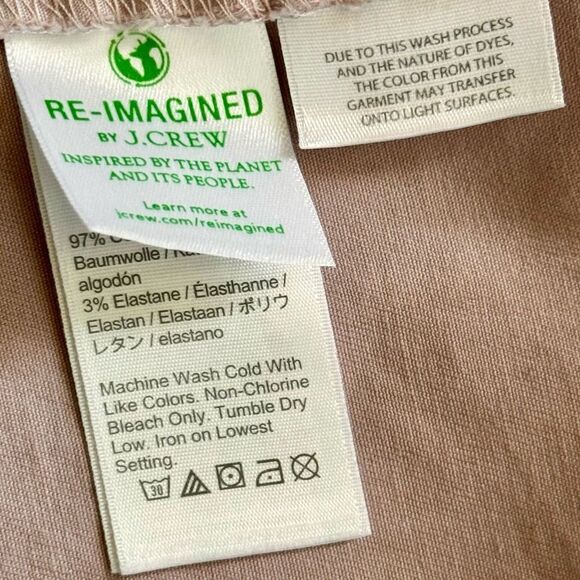 RE-IMAGINED
BY J.CREW
INSPIRED BY THE PLANET
AND ITS PEOPLE.
Learn more at
jcrew.com/reimagined
97%
Baumwolle /
algodón
3% Elastane / Élasthanne /
Elastan / Elastaan / ポリウ
レタン / elastano
Machine Wash Cold With
Like Colors. Non-Chlorine
Bleach Only. Tumble Dry
Low. Iron on Lowest
Setting.
30
DUE TO THIS WASH PROCESS
AND THE NATURE OF DYES,
THE COLOR FROM THIS
GARMENT MAY TRANSFER
ONTO LIGHT SURFACES.